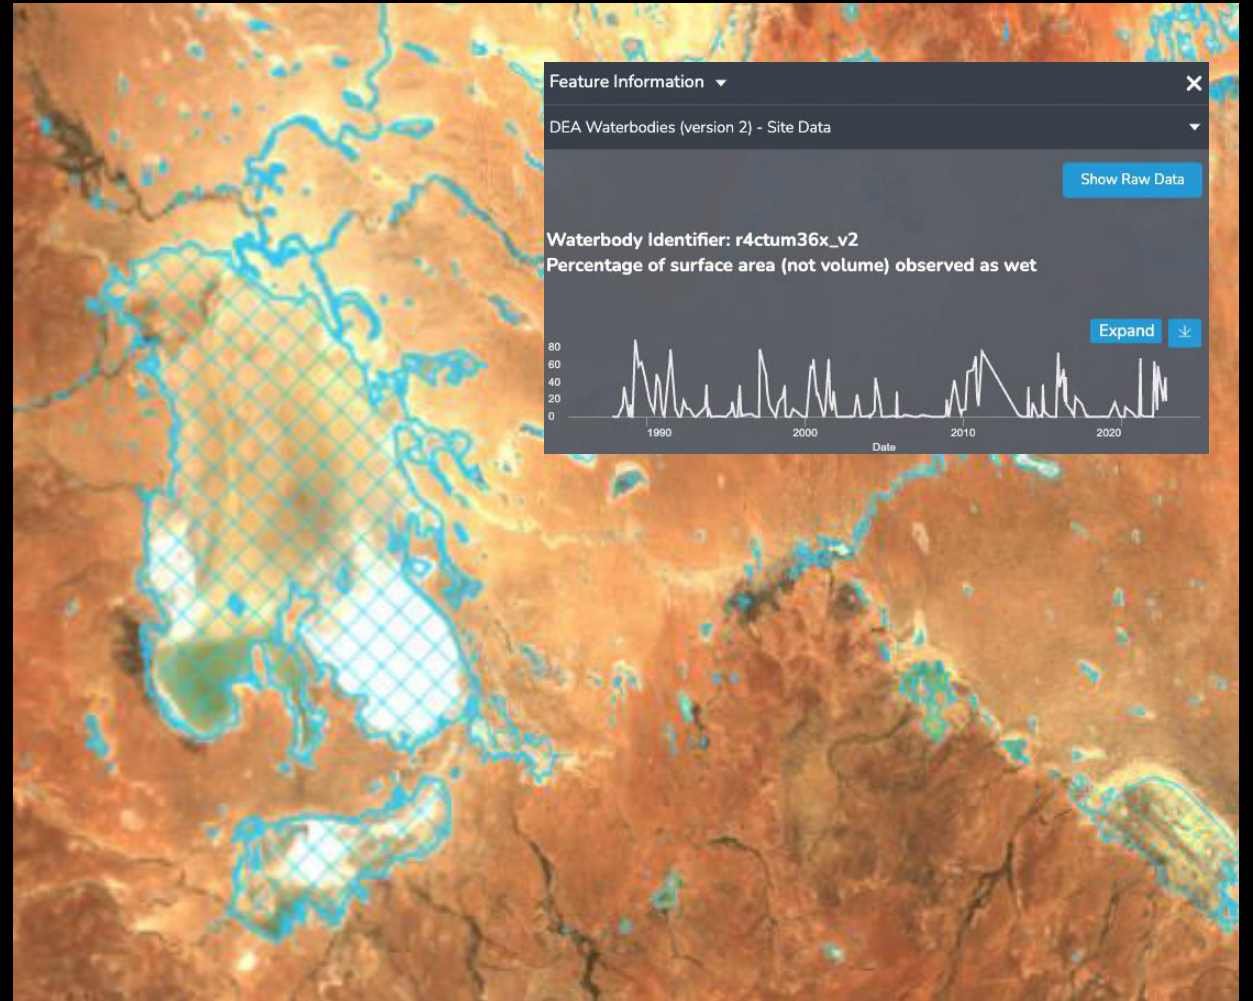 Feature Information
DEA Waterbodies (version 2) - Site Data
Show Raw Data
Waterbody Identifier: r4ctum36x_v2
Percentage of surface area (not volume) observed as wet
Expand
80
60
40
20
0
1990 2000 2010 2020
Date